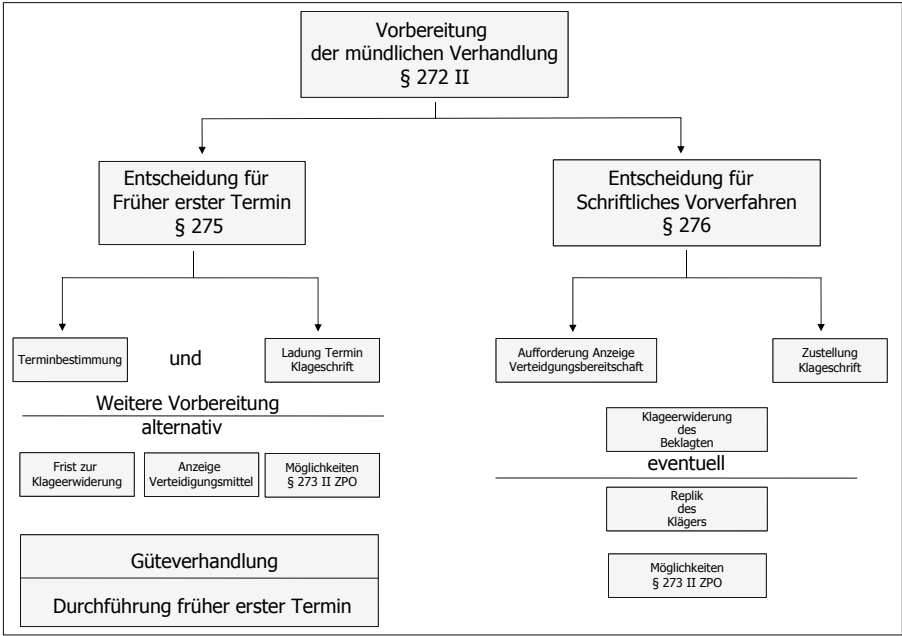 Vorbereitung
der mündlichen Verhandlung
§ 272 II
Entscheidung für
Früher erster Termin
§ 275
Entscheidung für
Schriftliches Vorverfahren
§ 276
Terminbestimmung
und
Ladung Termin
Klageschrift
Aufforderung Anzeige
Verteidgungsbereitschaft
Zustellung
Klageschrift
Weitere Vorbereitung
alternativ
Frist zur
Klageerwiderung
Anzeige
Verteidigungsmittel
Möglichkeiten
§ 273 II ZPO
Güteverhandlung
Durchführung früher erster Termin
Klageerwiderung
des
Beklagten
eventuell
Replik
des
Klägers
Möglichkeiten
§ 273 II ZPO